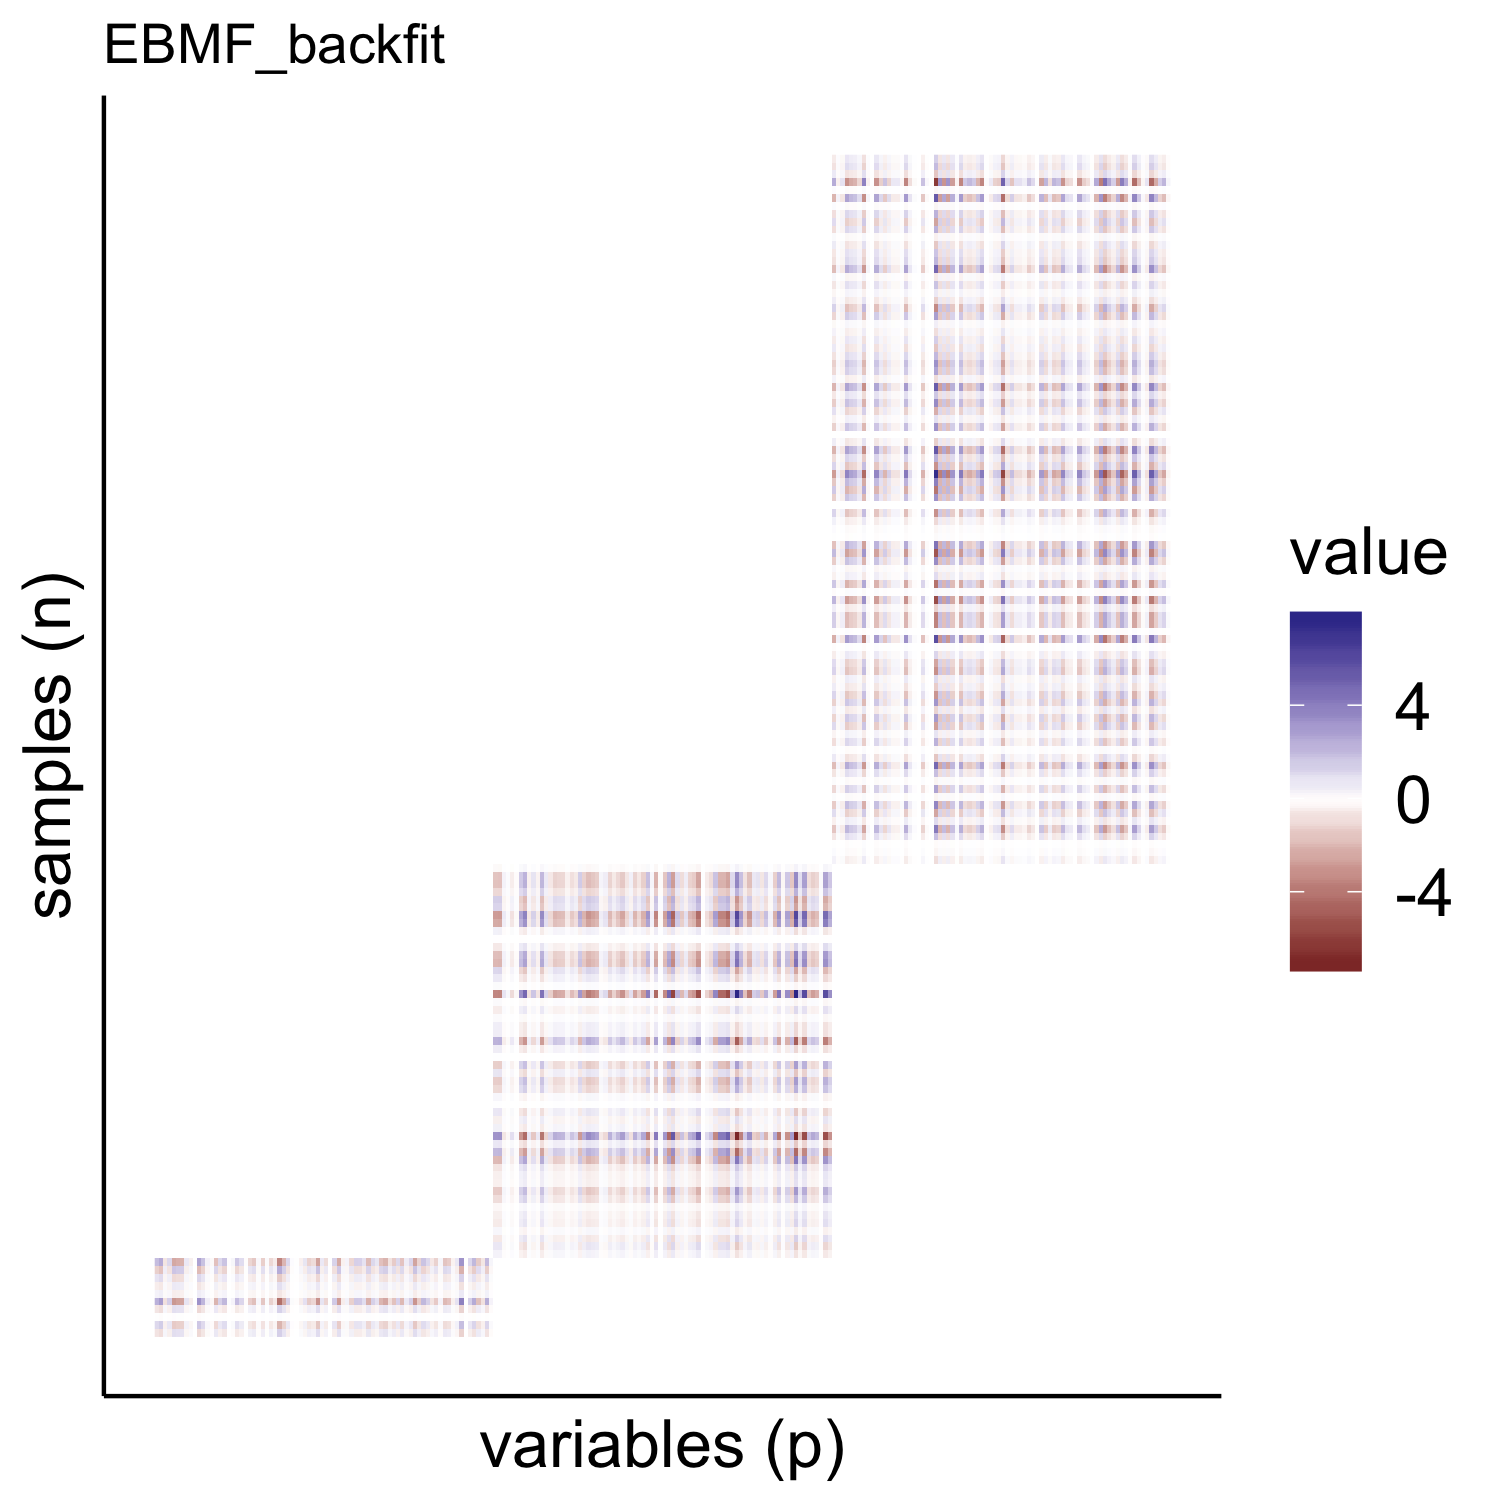 EBMF_backfit
samples (n)
value
4
0
-4
variables (p)